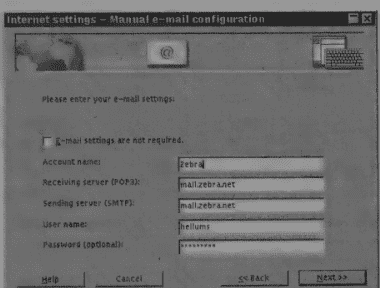 Internet settings - Manual e-mail configuration
@
Please enter your e-mail settings:
E-mail settings are not required.
Account name: Zebra
Receiving server (POP3): mail.zebra.net
Sending server (SMTP): mail.zebra.net
User name: hellums
Password (optional): *********
Help Cancel << Back Next >>